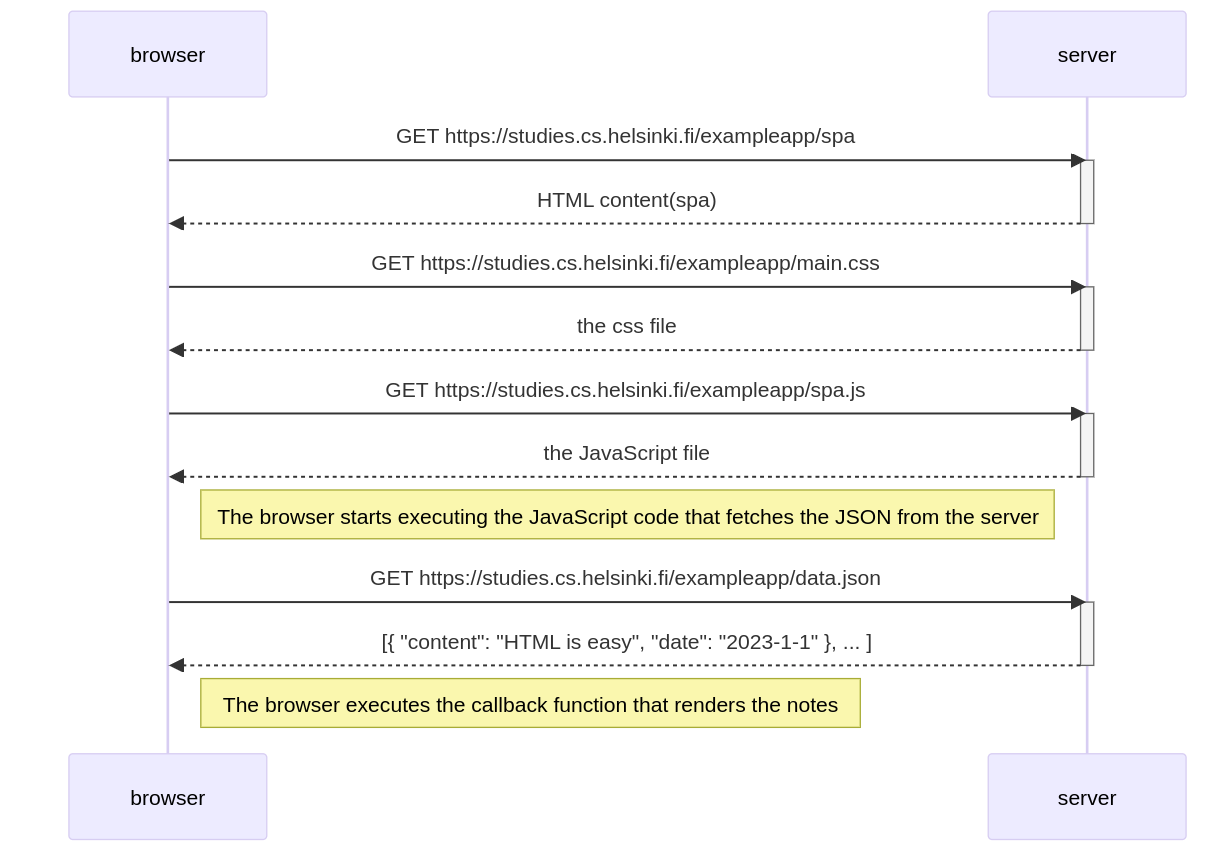 browser
server
GET https://studies.cs.helsinki.fi/exampleapp/spa
HTML content(spa)
GET https://studies.cs.helsinki.fi/exampleapp/main.css
the css file
GET https://studies.cs.helsinki.fi/exampleapp/spa.js
the JavaScript file
The browser starts executing the JavaScript code that fetches the JSON from the server
GET https://studies.cs.helsinki.fi/exampleapp/data.json
[{ "content": "HTML is easy", "date": "2023-1-1" }, ... ]
The browser executes the callback function that renders the notes
browser
server